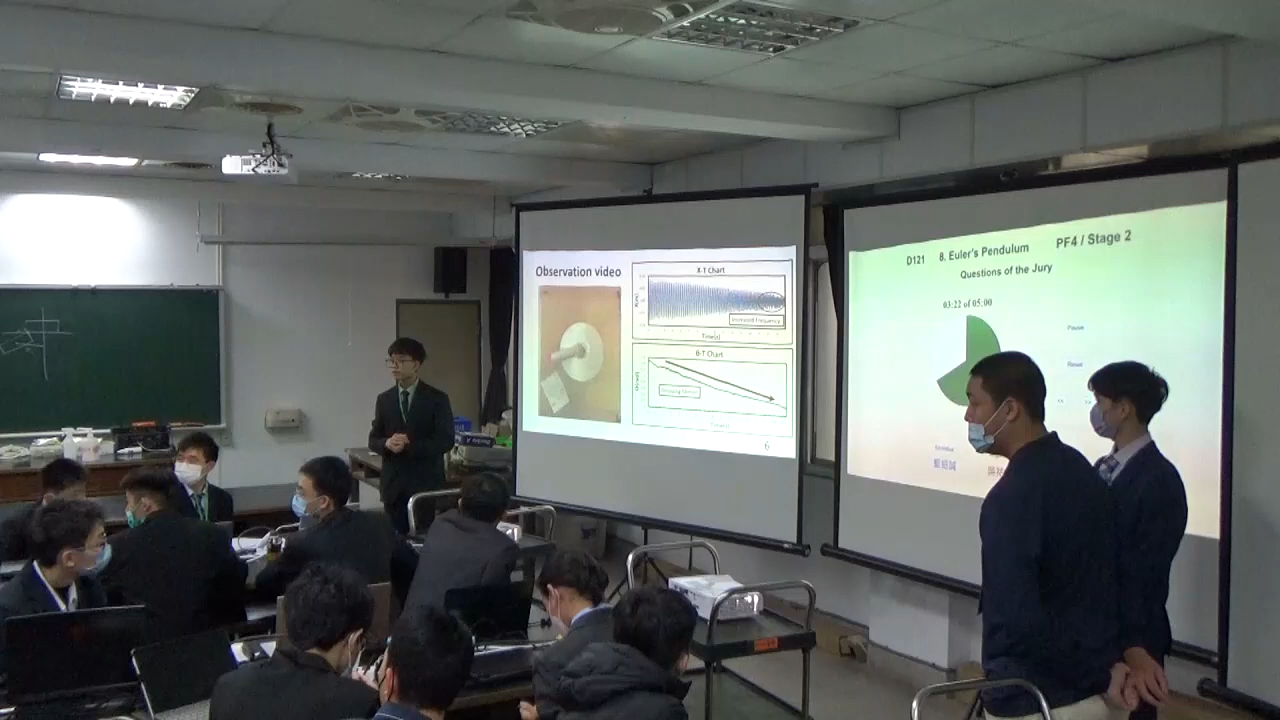 Observation video
X-T Chart
Increased Frequency
Time(s)
θ-T Chart
6
D121 8. Euler's Pendulum PF4 / Stage 2
Questions of the Jury
03:22 of 05:00
Pause
Reset
<< >>